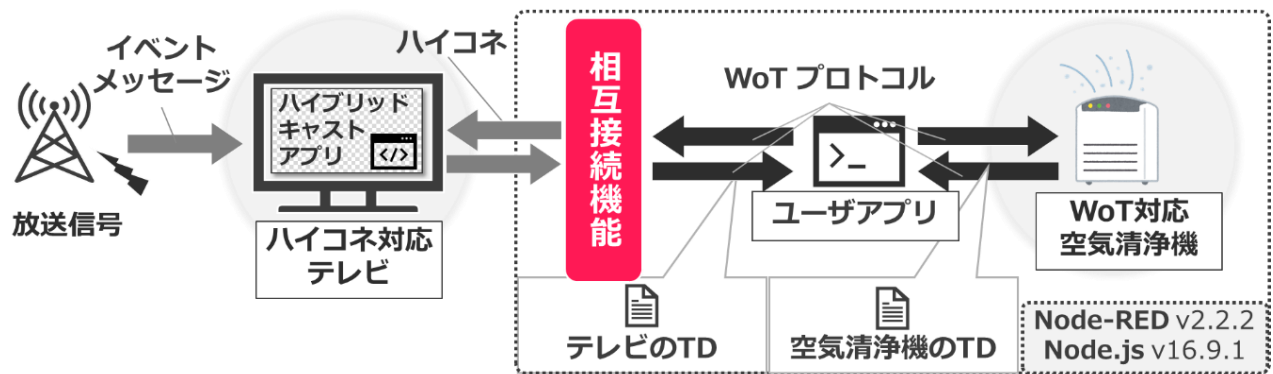 イベント
メッセージ
放送信号
ハイブリッド
キャスト
アプリ
</>
ハイコネ対応
テレビ
ハイコネ
相互接続機能
WoT プロトコル
>_
ユーザアプリ
WoT対応
空気清浄機
テレビのTD
空気清浄機のTD
Node-RED v2.2.2
Node.js v16.9.1